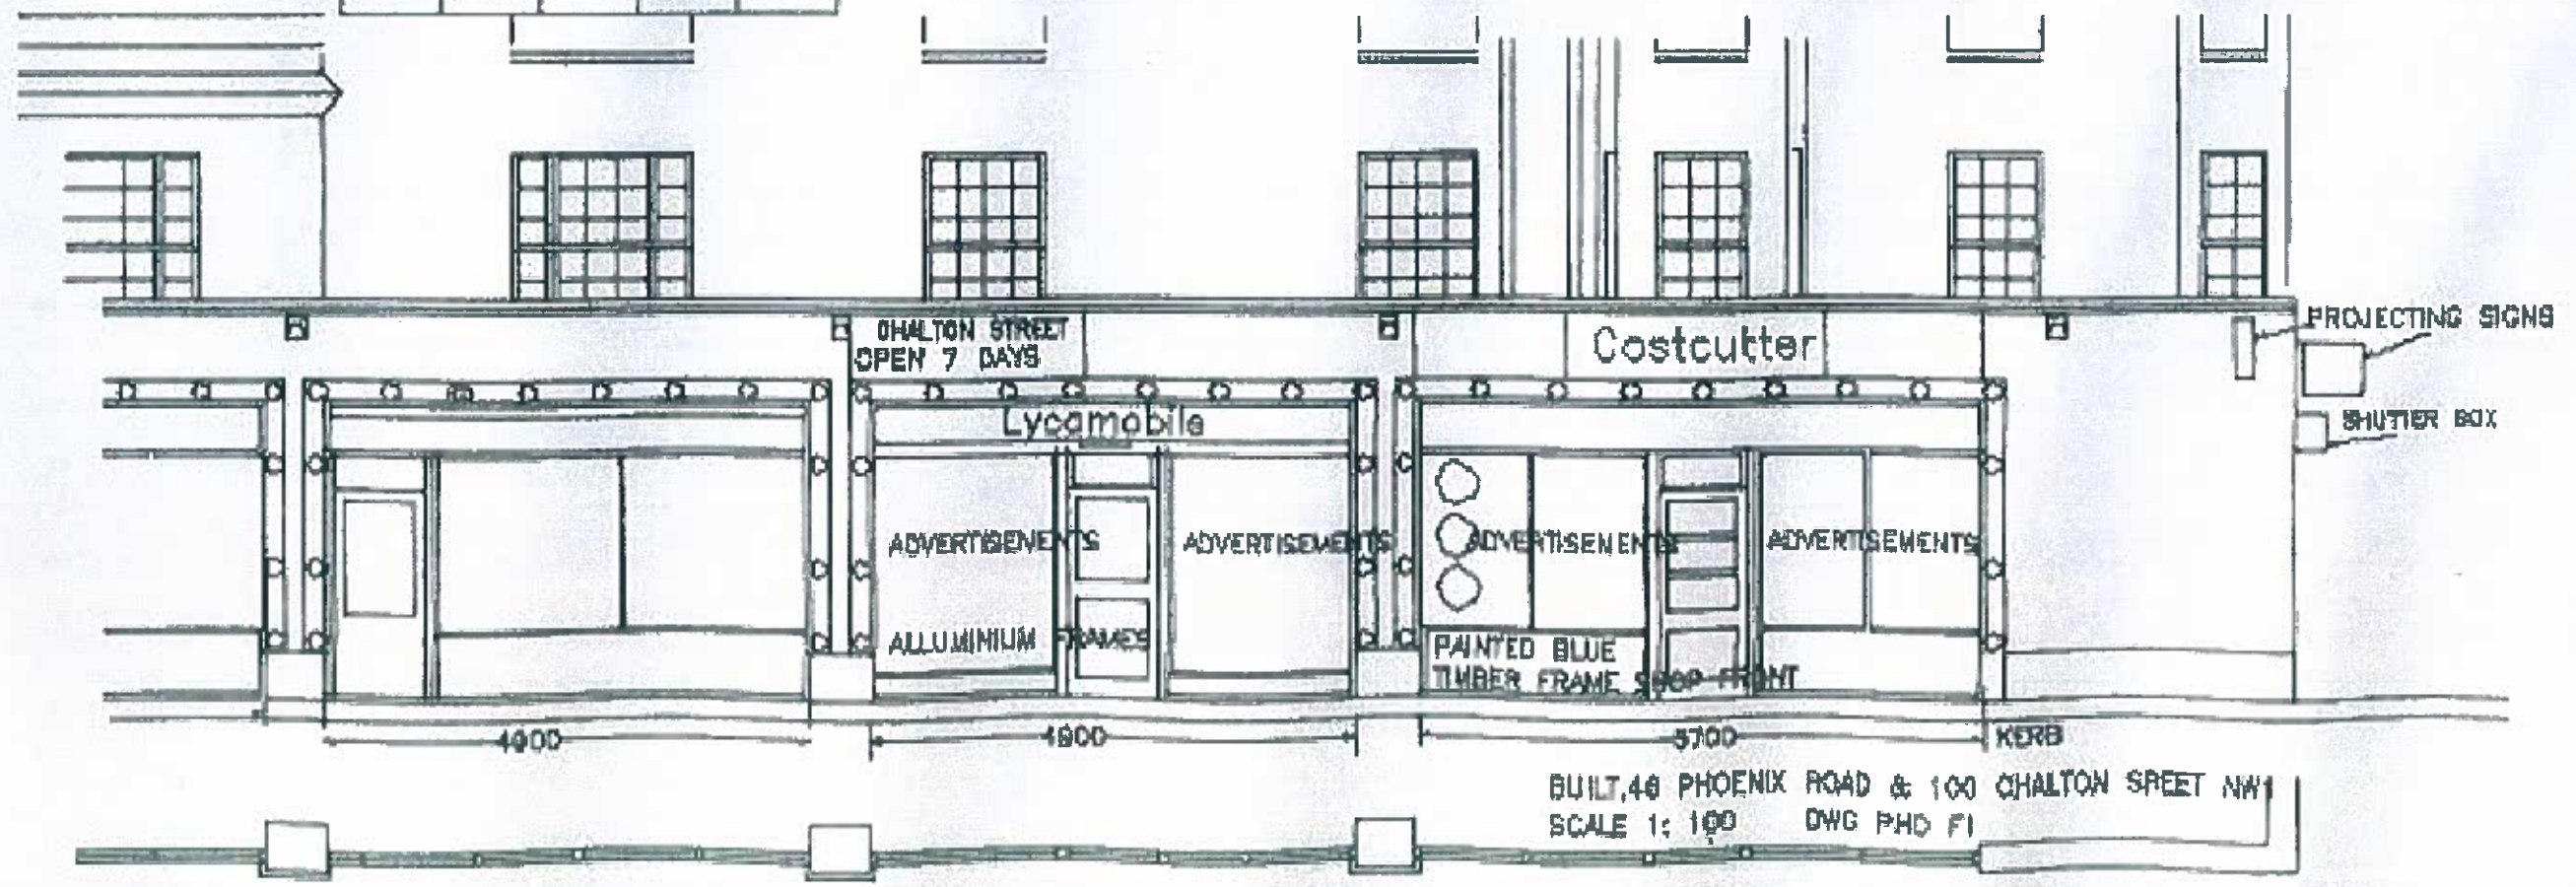 CHALTON STREET
OPEN 7 DAYS
Costcutter
PROJECTING SIGNS
Lycamobile
SHUTTER BOX
ADVERTISEMENTS
ADVERTISEMENTS
ADVERTISEMENTS
ADVERTISEMENTS
ALLUMINIUM FRAMES
PAINTED BLUE
TIMBER FRAME SHOP FRONT
4900
4900
5700
KERB
BUILT,46 PHOENIX ROAD & 100 CHALTON SREET NW1
SCALE 1: 100 DWG PHD F1